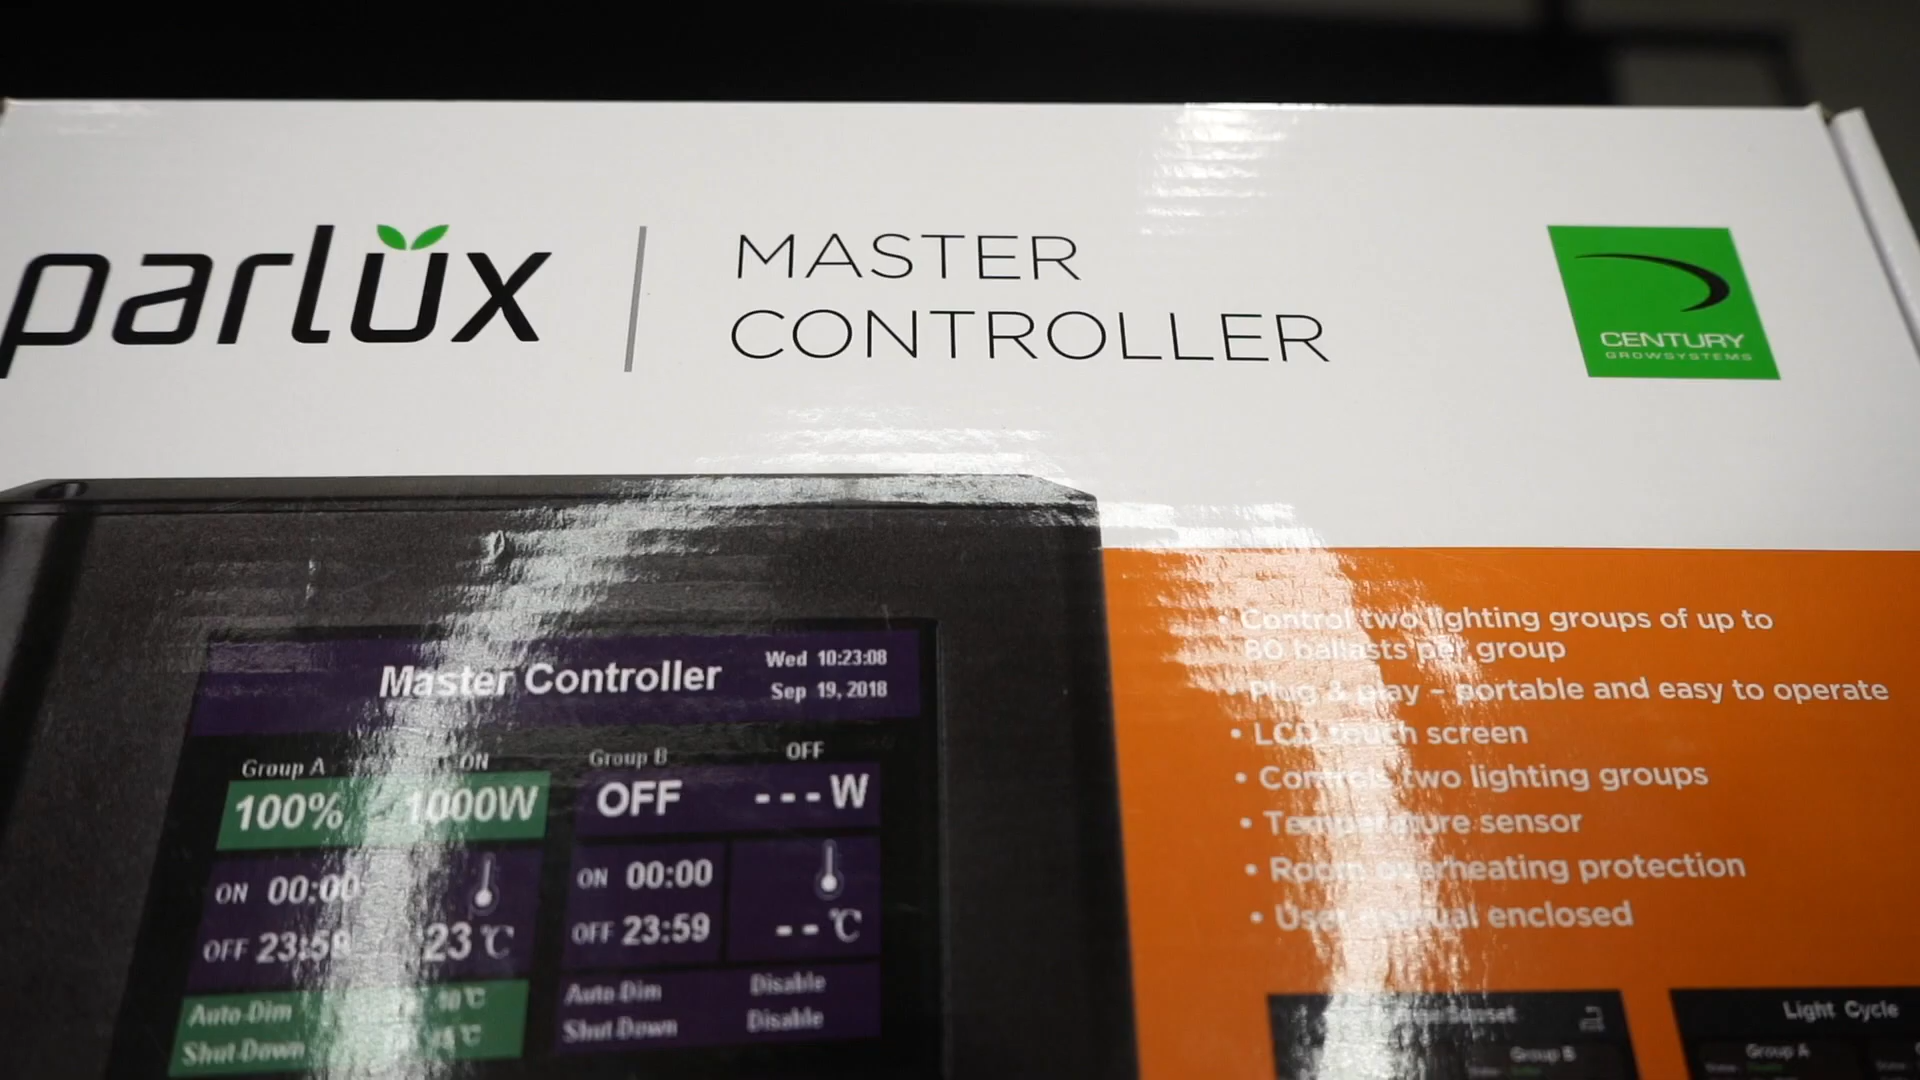 parlux
MASTER
CONTROLLER
CENTURY
GROWSYSTEMS
Master Controller
Wed 10:23:08
Sep 19, 2018
Group A ON
100% 1000W
ON 00:00
OFF 23:59 23℃
Auto Dim
Shut Down
Group B OFF
OFF ---W
ON 00:00
OFF 23:59 --℃
Auto Dim Disable
Shut Down Disable
• Control two lighting groups of up to
80 ballasts per group
• Plug & play – portable and easy to operate
• LCD touch screen
• Controls two lighting groups
• Temperature sensor
• Room overheating protection
• User manual enclosed
Group B
Light Cycle
Group A